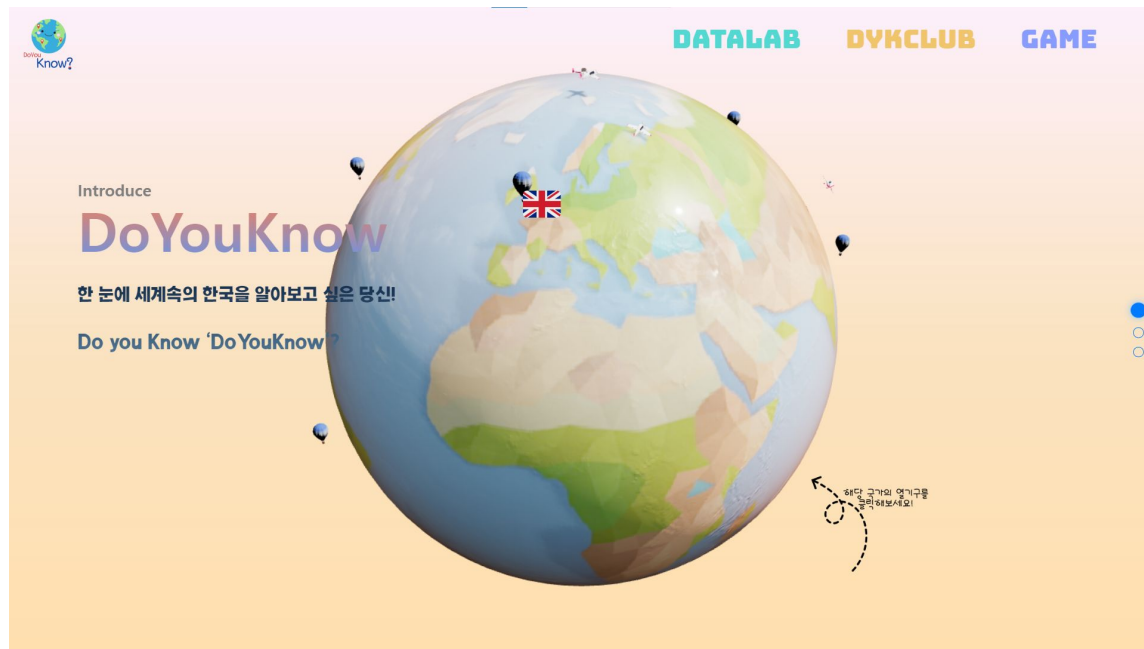 DoYou
Know?
DATALAB
DYKCLUB
GAME
Introduce
DoYouKnow
한 눈에 세계속의 한국을 알아보고 싶은 당신!
Do you Know ‘DoYouKnow’?
해당 국가의 열기구를
클릭해보세요!